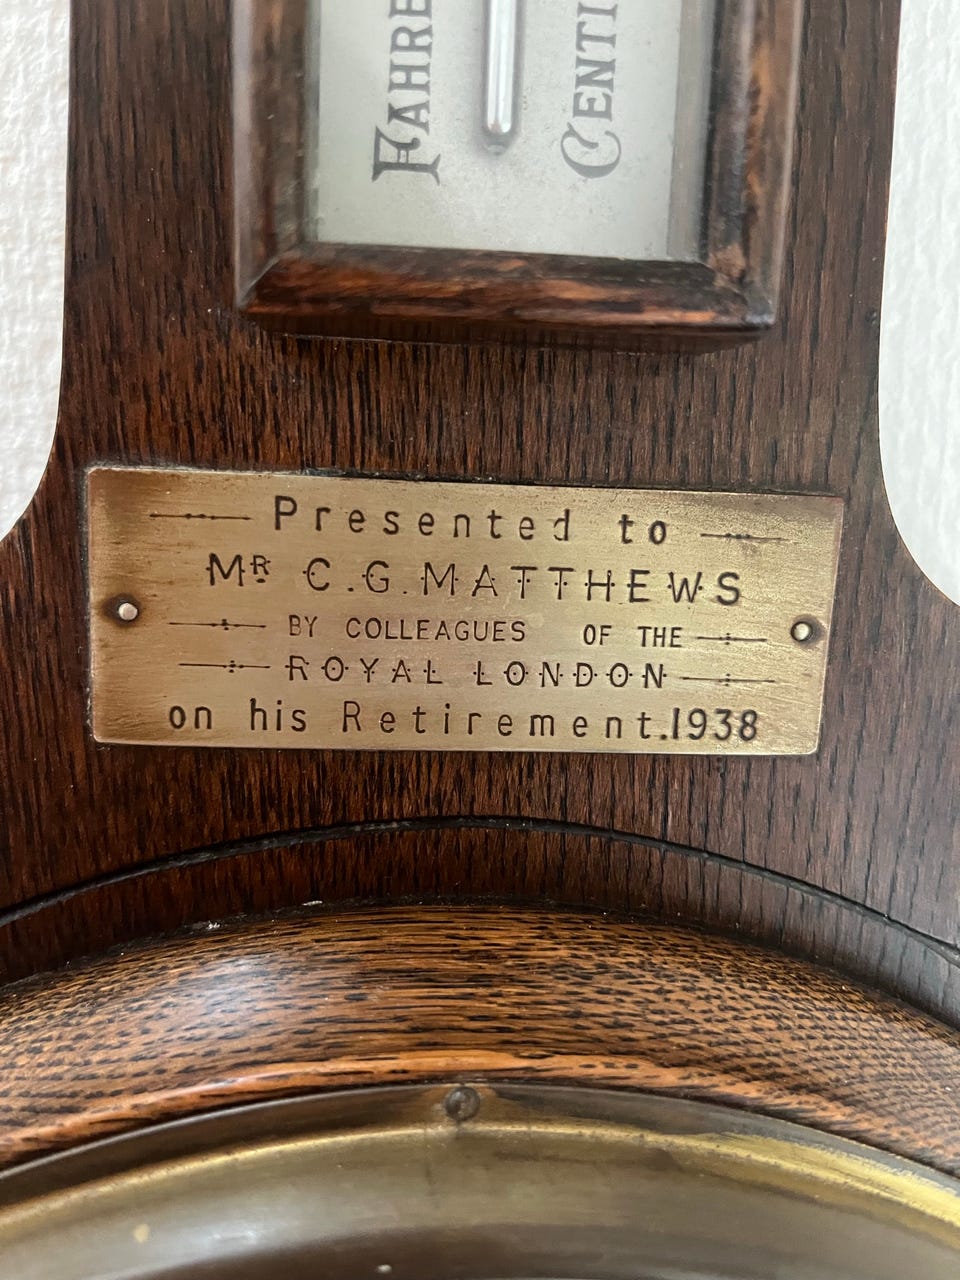 FAHRE
CENTI
Presented to
MR C.G. MATTHEWS
BY COLLEAGUES OF THE
ROYAL LONDON
on his Retirement.1938